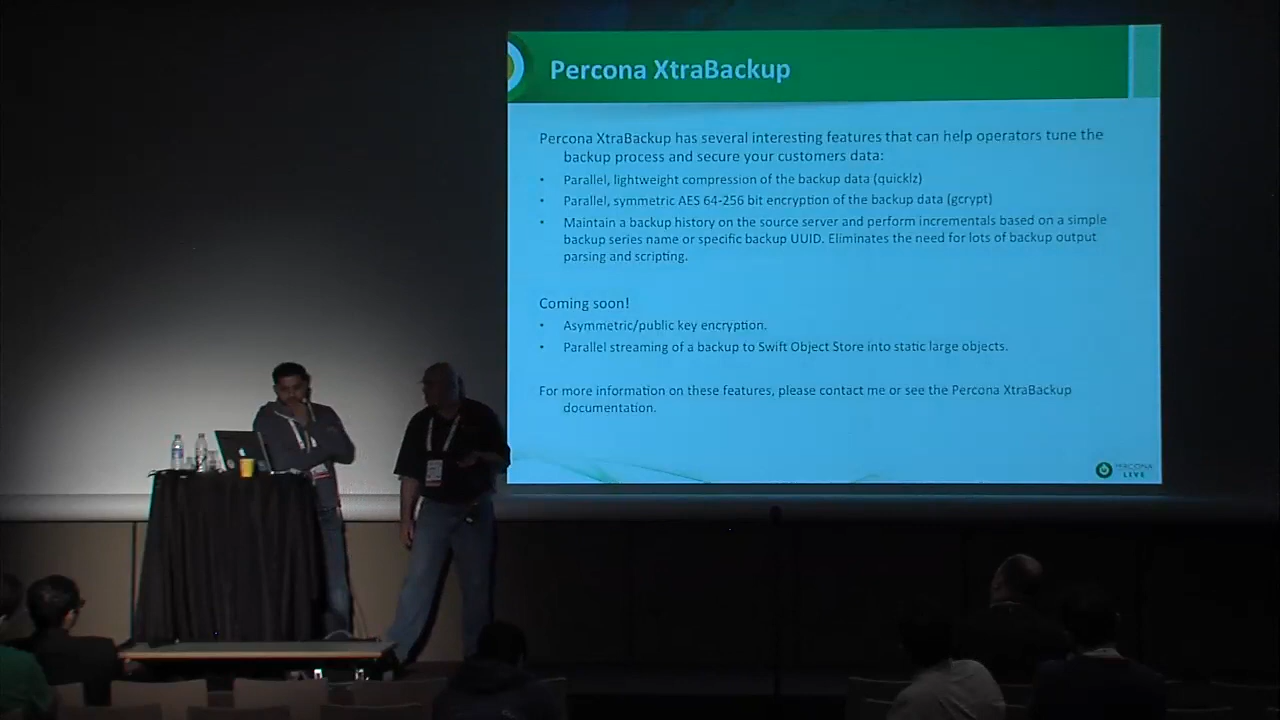 Percona XtraBackup
Percona XtraBackup has several interesting features that can help operators tune the
backup process and secure your customers data:
• Parallel, lightweight compression of the backup data (quicklz)
• Parallel, symmetric AES 64-256 bit encryption of the backup data (gcrypt)
• Maintain a backup history on the source server and perform incrementals based on a simple
backup series name or specific backup UUID. Eliminates the need for lots of backup output
parsing and scripting.
Coming soon!
• Asymmetric/public key encryption.
• Parallel streaming of a backup to Swift Object Store into static large objects.
For more information on these features, please contact me or see the Percona XtraBackup
documentation.
PERCONA
LIVE